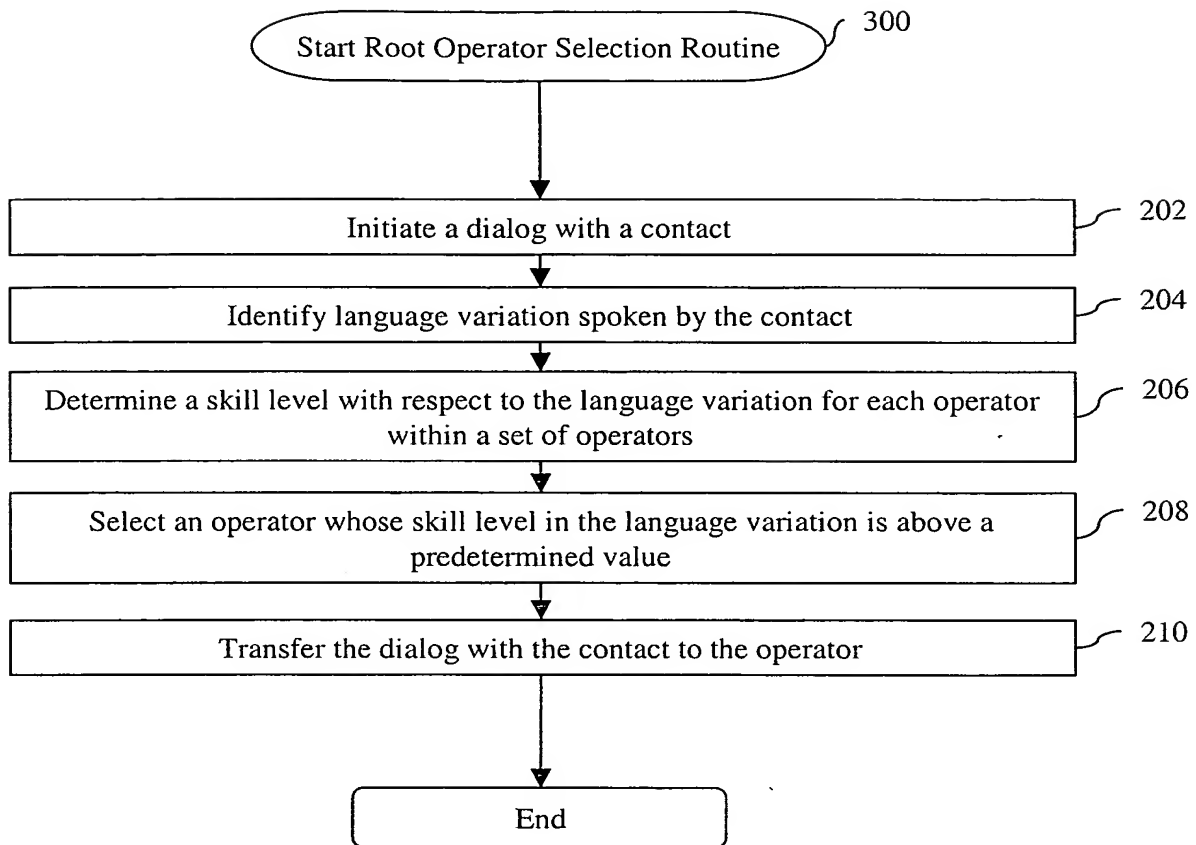 Start Root Operator Selection Routine
300
Initiate a dialog with a contact
202
Identify language variation spoken by the contact
204
Determine a skill level with respect to the language variation for each operator
within a set of operators
206
Select an operator whose skill level in the language variation is above a
predetermined value
208
Transfer the dialog with the contact to the operator
210
End